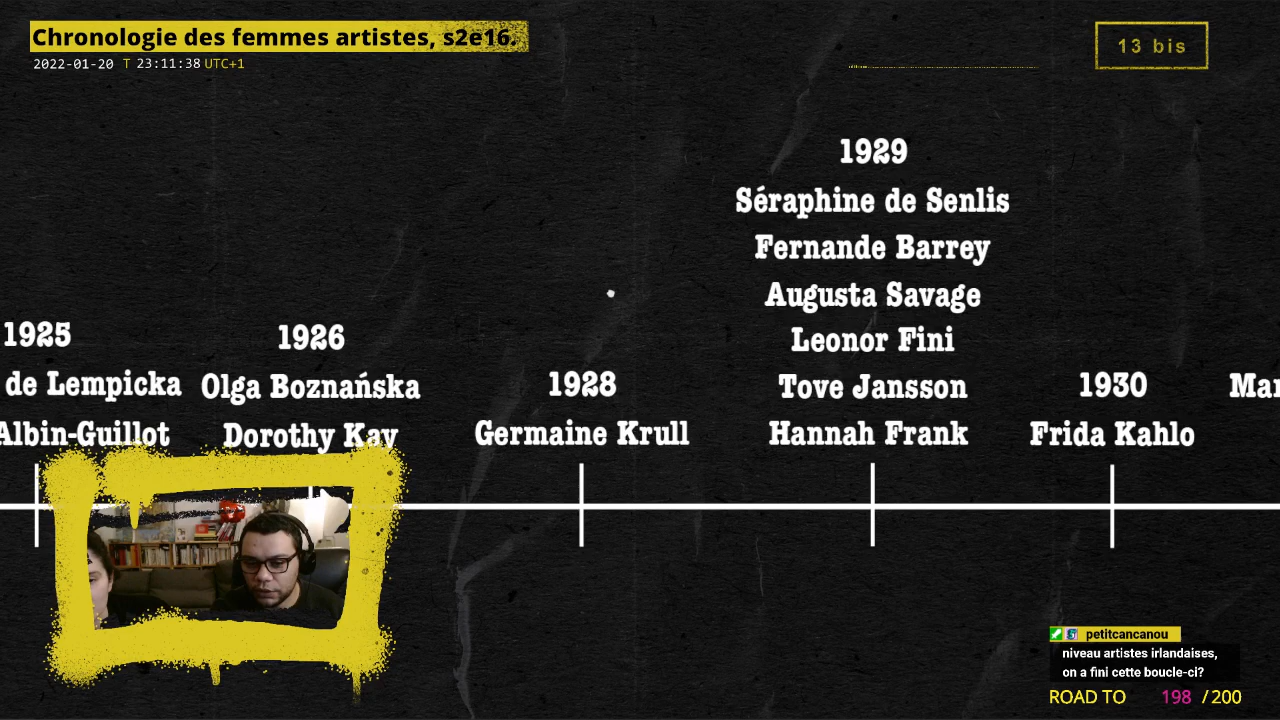 Chronologie des femmes artistes, s2e16.
2022-01-20 T 23:11:38 UTC+1
13 bis
1925
de Lempicka
Albin-Guillot
1926
Olga Boznańska
Dorothy Kay
1928
Germaine Krull
1929
Séraphine de Senlis
Fernande Barrey
Augusta Savage
Leonor Fini
Tove Jansson
Hannah Frank
1930
Frida Kahlo
petitcancanou
niveau artistes irlandaises,
on a fini cette boucle-ci?
ROAD TO 198 / 200